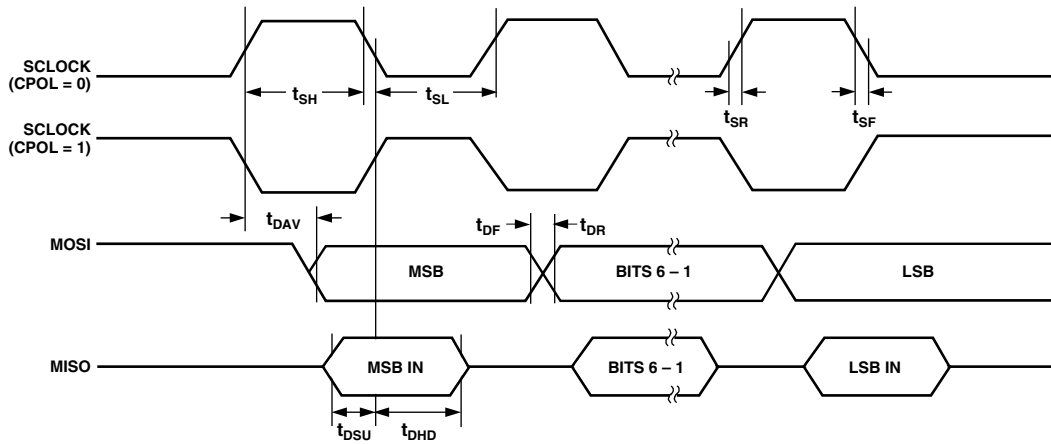 SCLOCK
(CPOL = 0)
tSH
tSL
tSR
tSF
SCLOCK
(CPOL = 1)
tDAV
tDF
tDR
MOSI
MSB
BITS 6 – 1
LSB
MISO
MSB IN
BITS 6 – 1
LSB IN
tDSU
tDHD